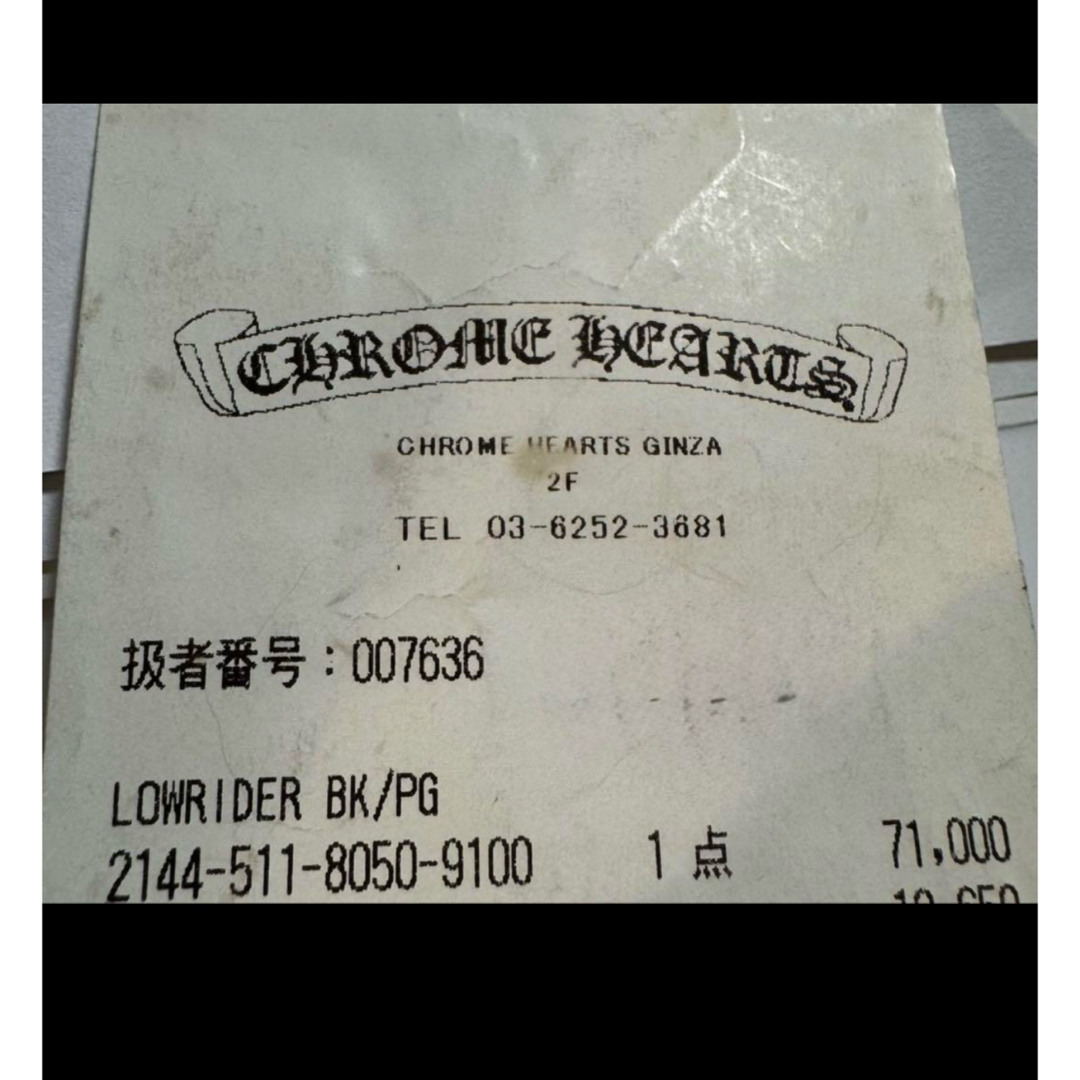 CHROME HEARTS
CHROME HEARTS GINZA
2F
TEL 03-6252-3681
扱者番号:007636
LOWRIDER BK/PG
2144-511-8050-9100 1 点 71,000